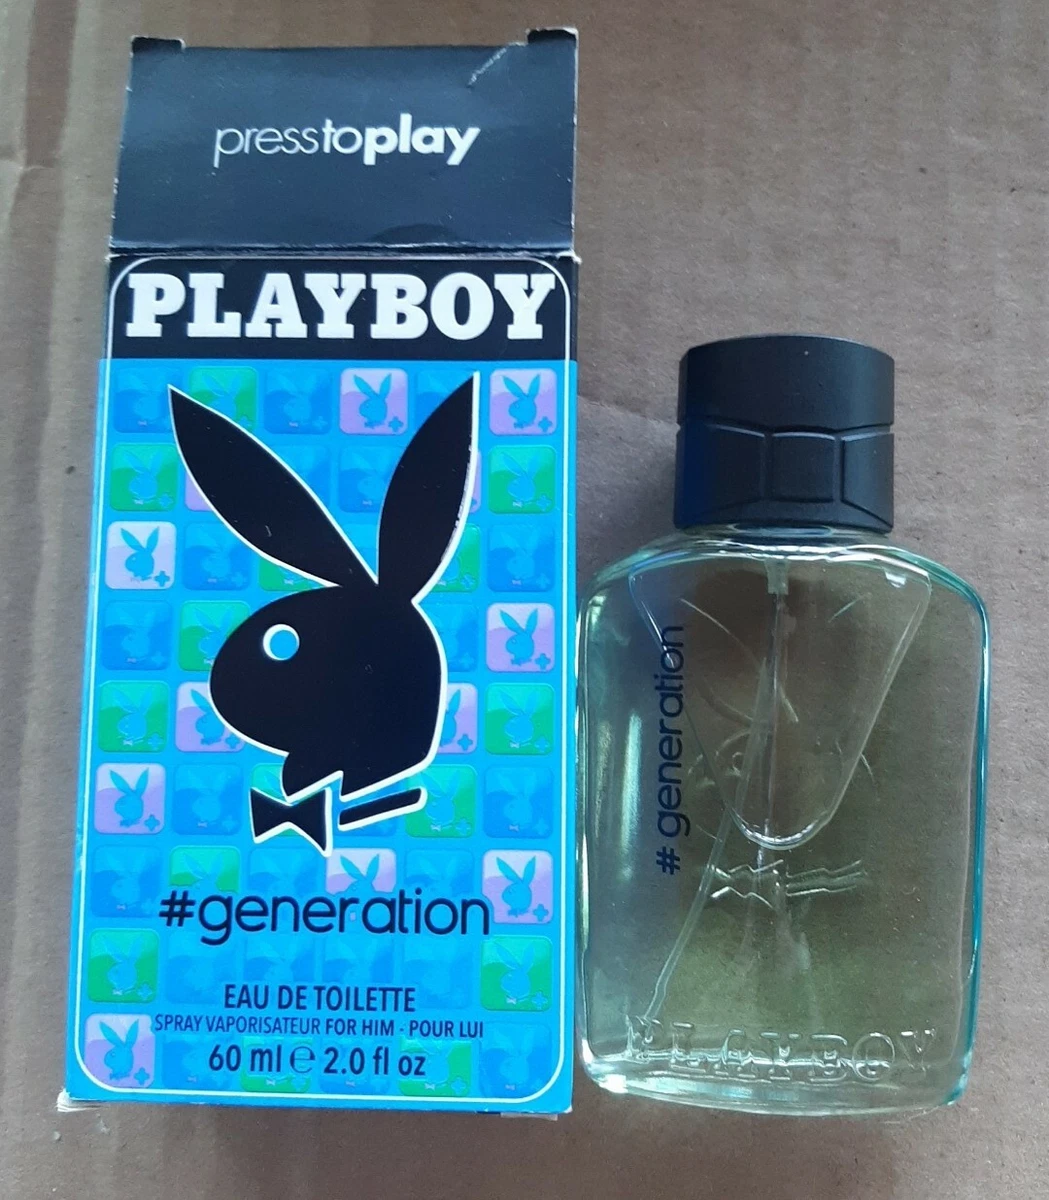 presstoplay
PLAYBOY
#generation
EAU DE TOILETTE
SPRAY VAPORISATEUR FOR HIM - POUR LUI
60 ml ℮ 2.0 fl oz
#generation
PLAYBOY